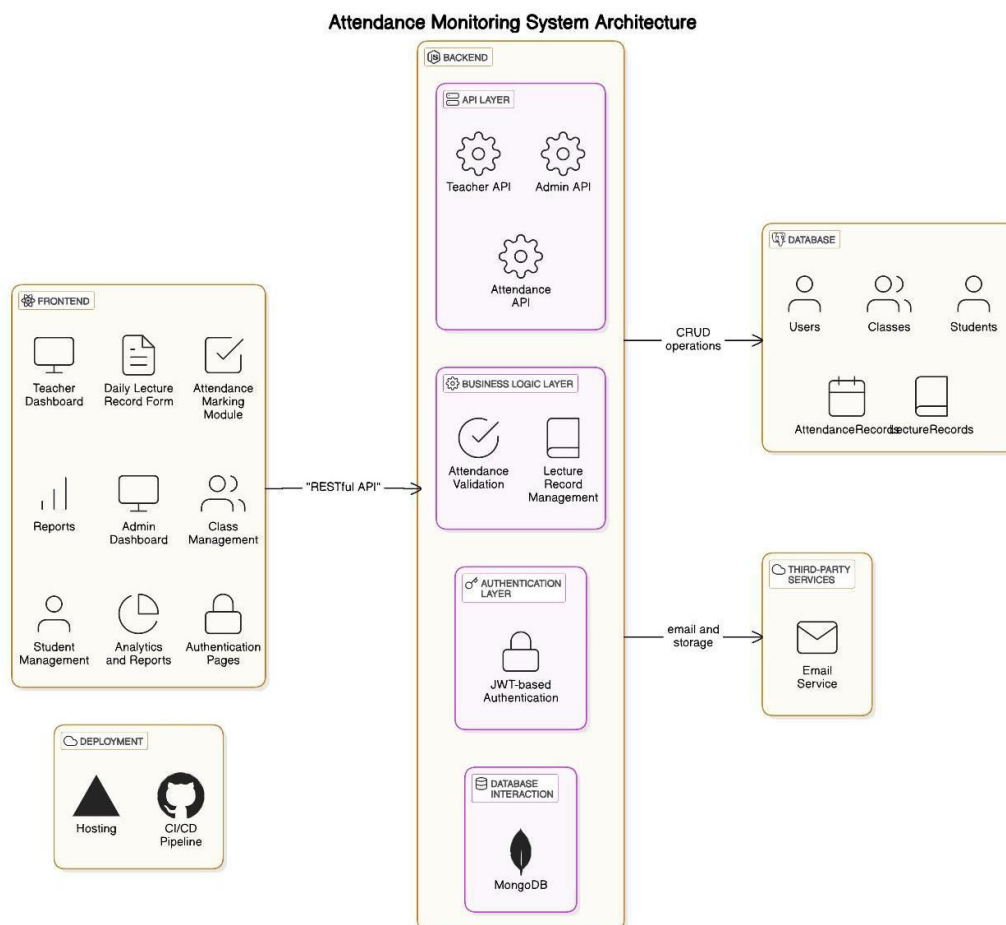 Attendance Monitoring System Architecture
BACKEND
API LAYER
Teacher API
Admin API
Attendance
API
DATABASE
Users
Classes
Students
AttendanceRecords
LectureRecords
CRUD
operations
FRONTEND
Teacher
Dashboard
Daily Lecture
Record Form
Attendance
Marking
Module
Reports
Admin
Dashboard
Class
Management
Student
Management
Analytics
and Reports
Authentication
Pages
"RESTful API"
BUSINESS LOGIC LAYER
Attendance
Validation
Lecture
Record
Management
AUTHENTICATION
LAYER
JWT-based
Authentication
email and
storage
THIRD-PARTY
SERVICES
Email
Service
DEPLOYMENT
Hosting
CI/CD
Pipeline
DATABASE
INTERACTION
MongoDB